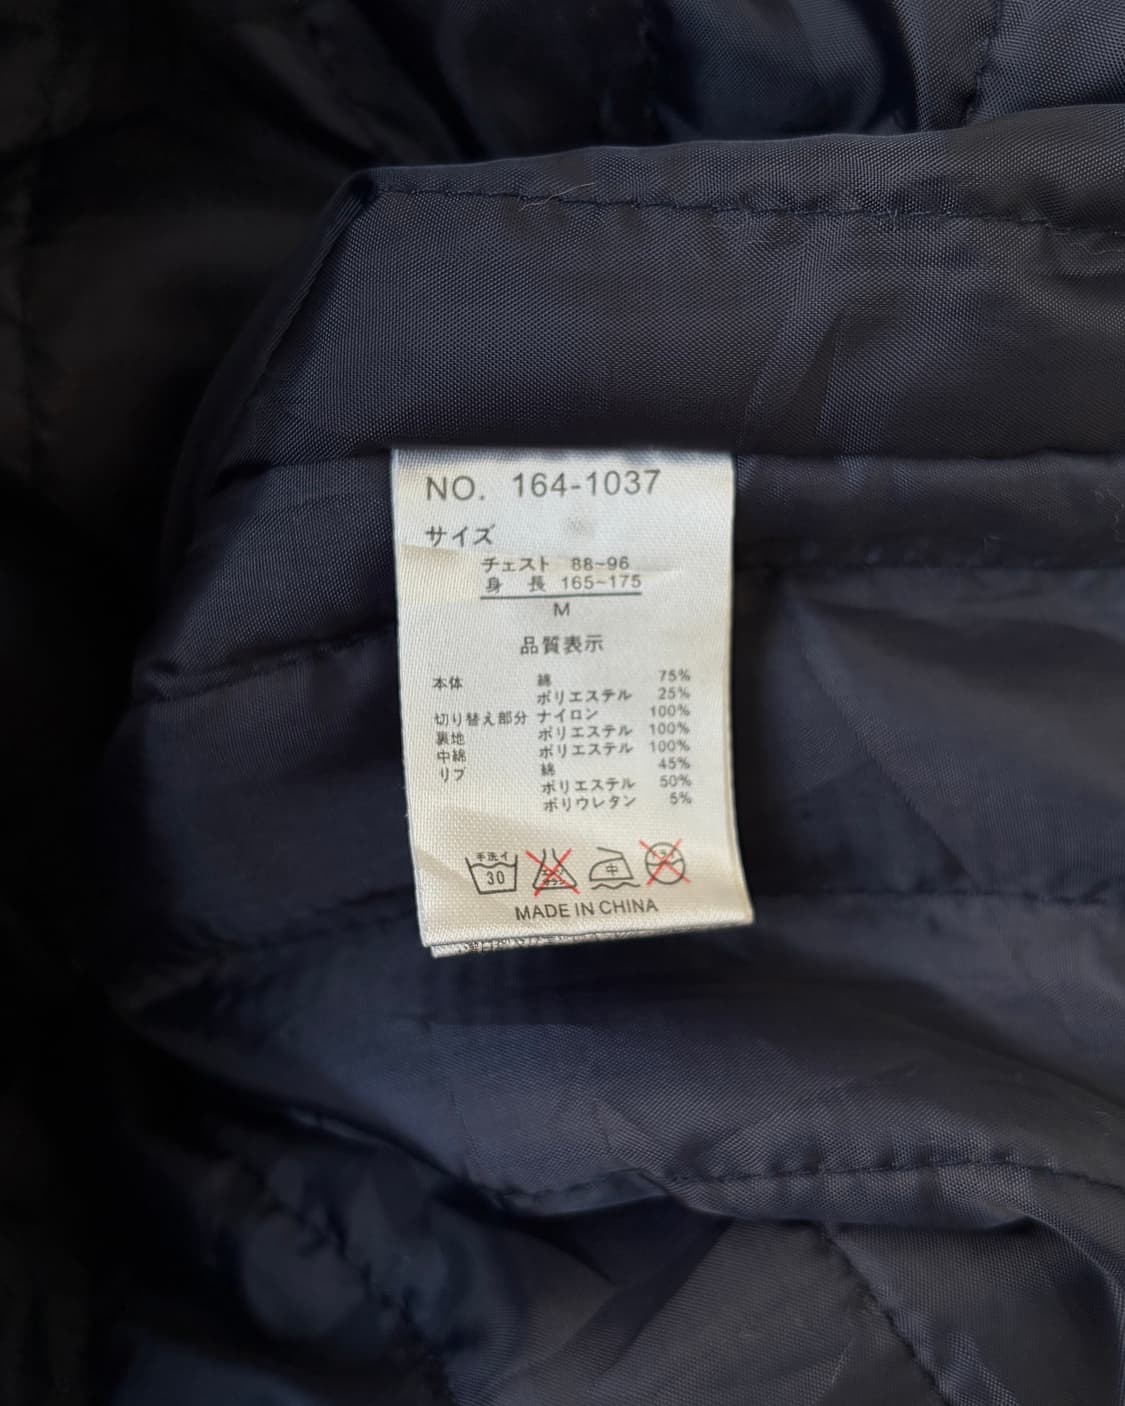 NO. 164-1037
サイズ
チェスト 88~96
身 長 165~175
M
品質表示
本体 綿 75%
ポリエステル 25%
切り替え部分 ナイロン 100%
裏地 ポリエステル 100%
中綿 ポリエステル 100%
リブ 綿 45%
ポリエステル 50%
ポリウレタン 5%
手洗イ
30
中
MADE IN CHINA